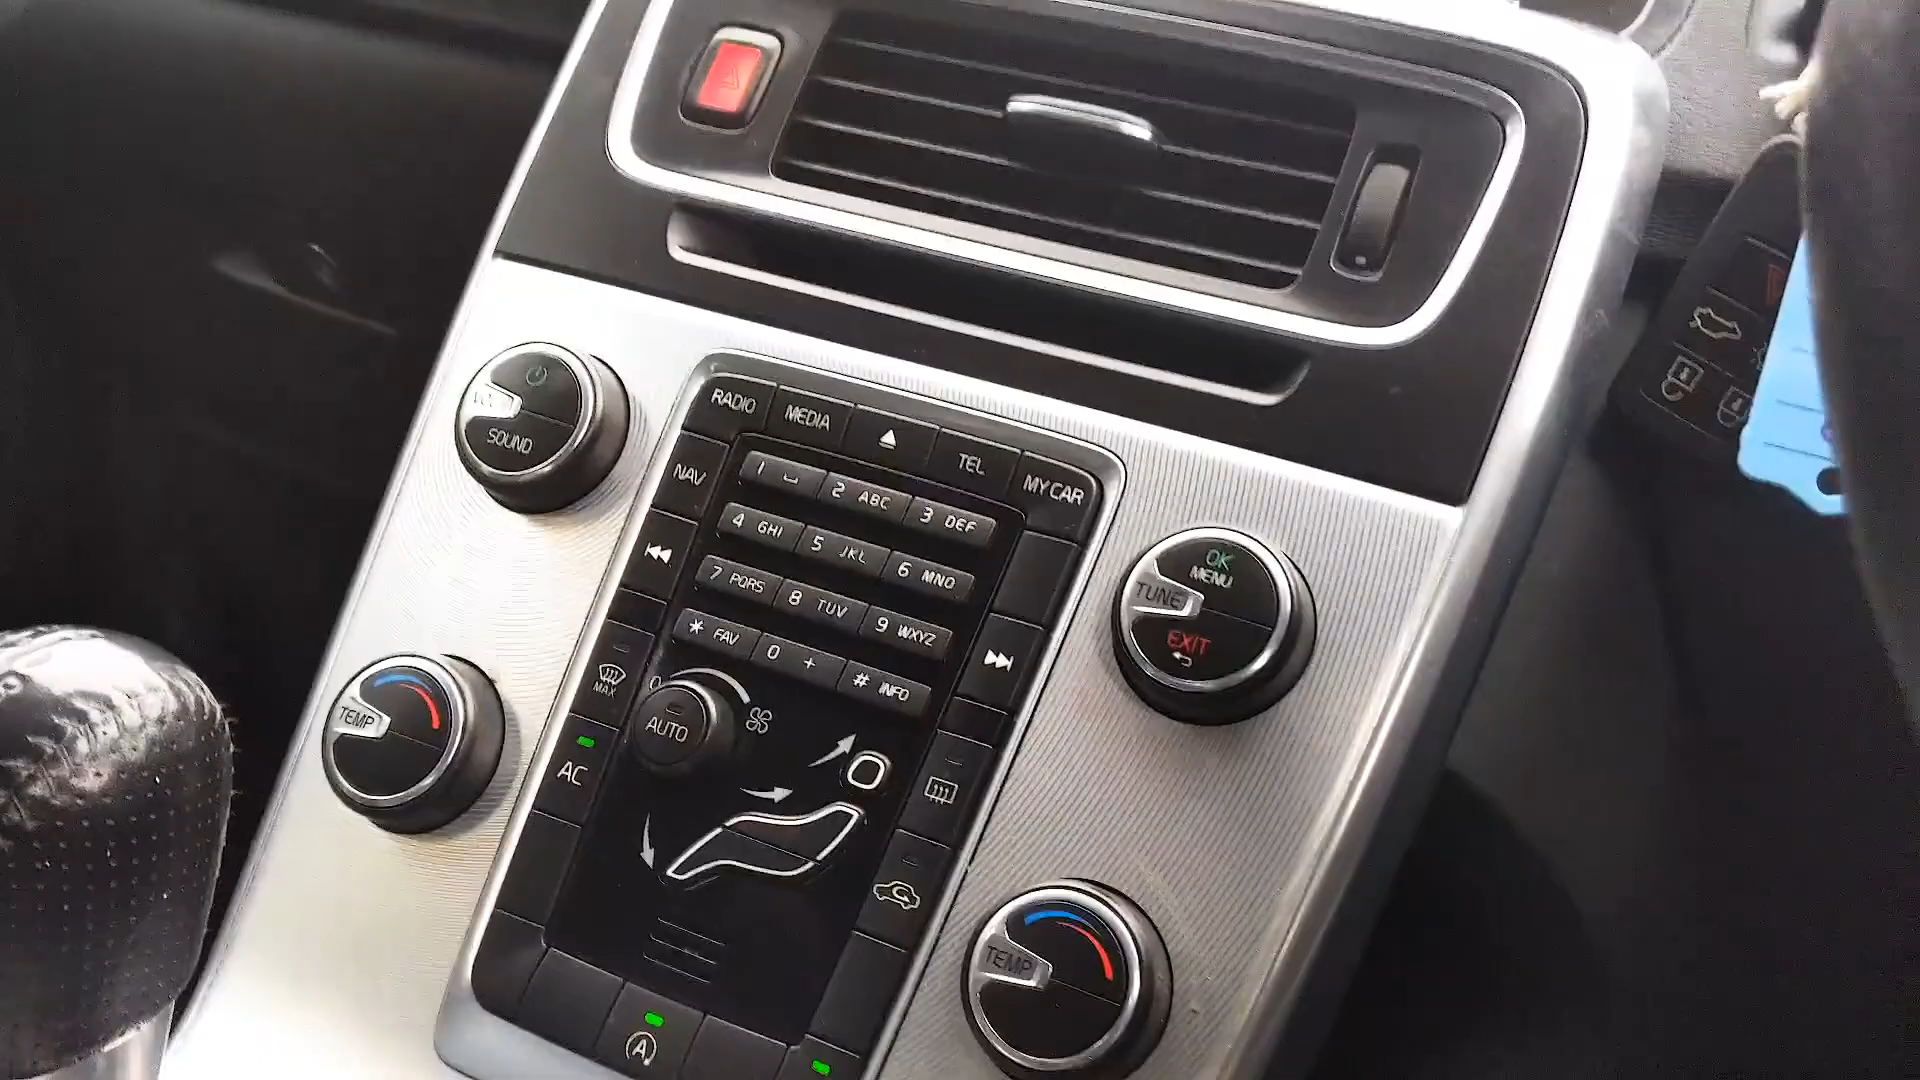 RADIO
MEDIA
TEL
MY CAR
NAV
SOUND
1
2 ABC
3 DEF
4 GHI
5 JKL
6 MNO
7 PQRS
8 TUV
9 WXYZ
* FAV
0 +
# INFO
OK
MENU
TUNE
EXIT
MAX
0
AUTO
TEMP
AC
TEMP
A